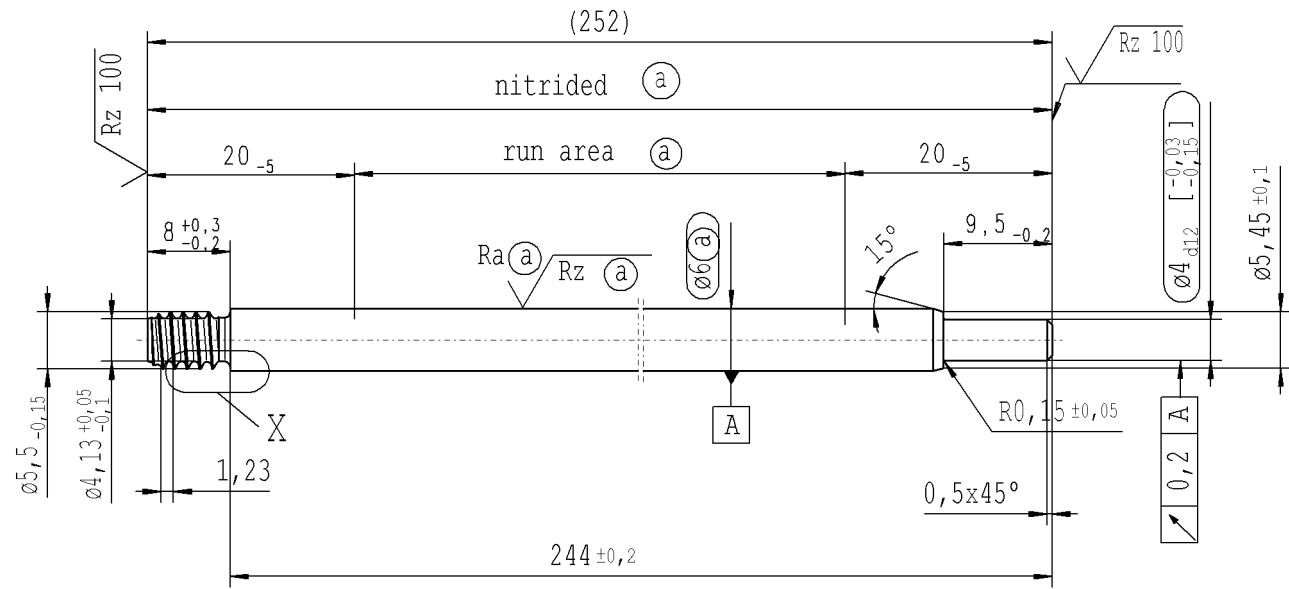 (252)
Rz 100
Rz 100
nitrided a
20 -5
run area a
20 -5
8 +0,3 -0,2
9,5 -0,2
Ra a
Rz a
ø6 a
15°
ø4 d12 [-0,03 -0,15]
ø5,45 ±0,1
ø5,5 -0,15
ø4,13 +0,05 -0,1
X
A
R0,15 ±0,05
1,23
0,5x45°
0,2 A
244 ±0,2